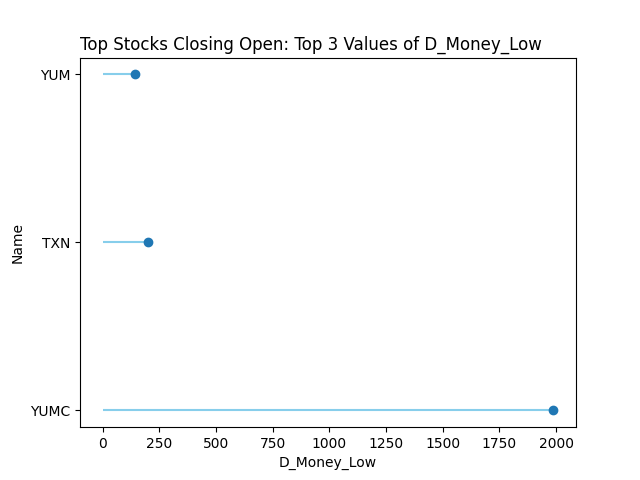 Top Stocks Closing Open: Top 3 Values of D_Money_Low
YUM
TXN
YUMC
Name
0 250 500 750 1000 1250 1500 1750 2000
D_Money_Low